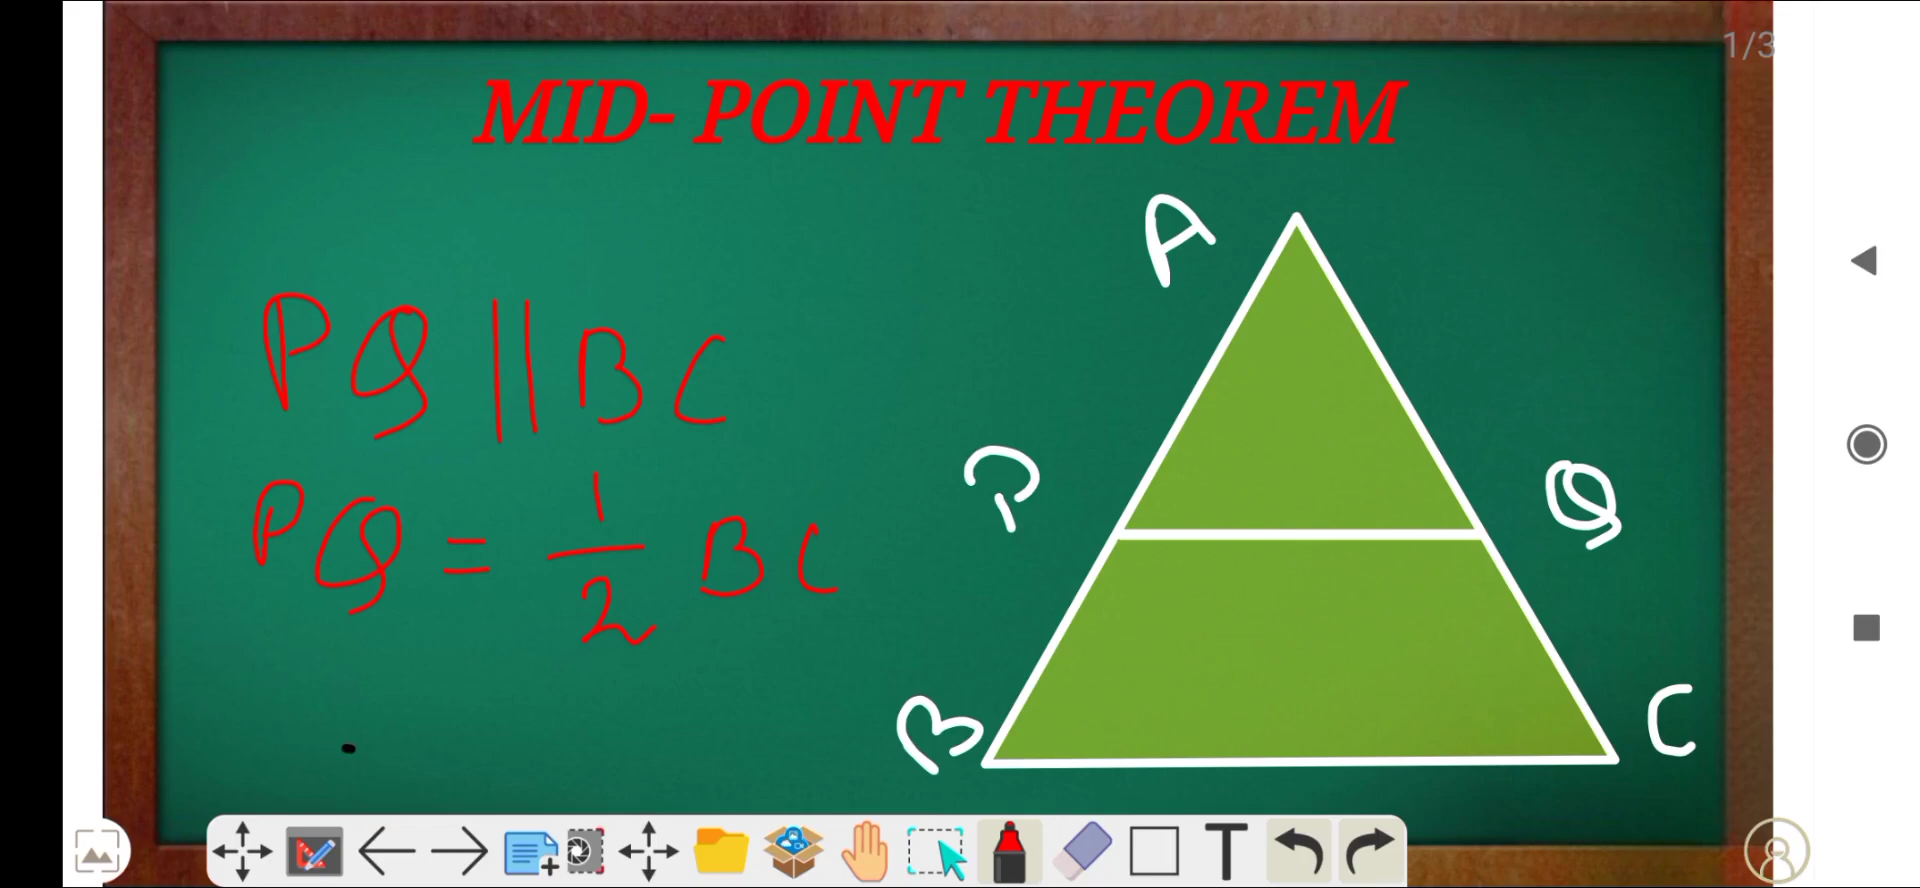 1/3
MID- POINT THEOREM
A
PQ || BC
P
Q
PQ = 1/2 BC
B
C
T